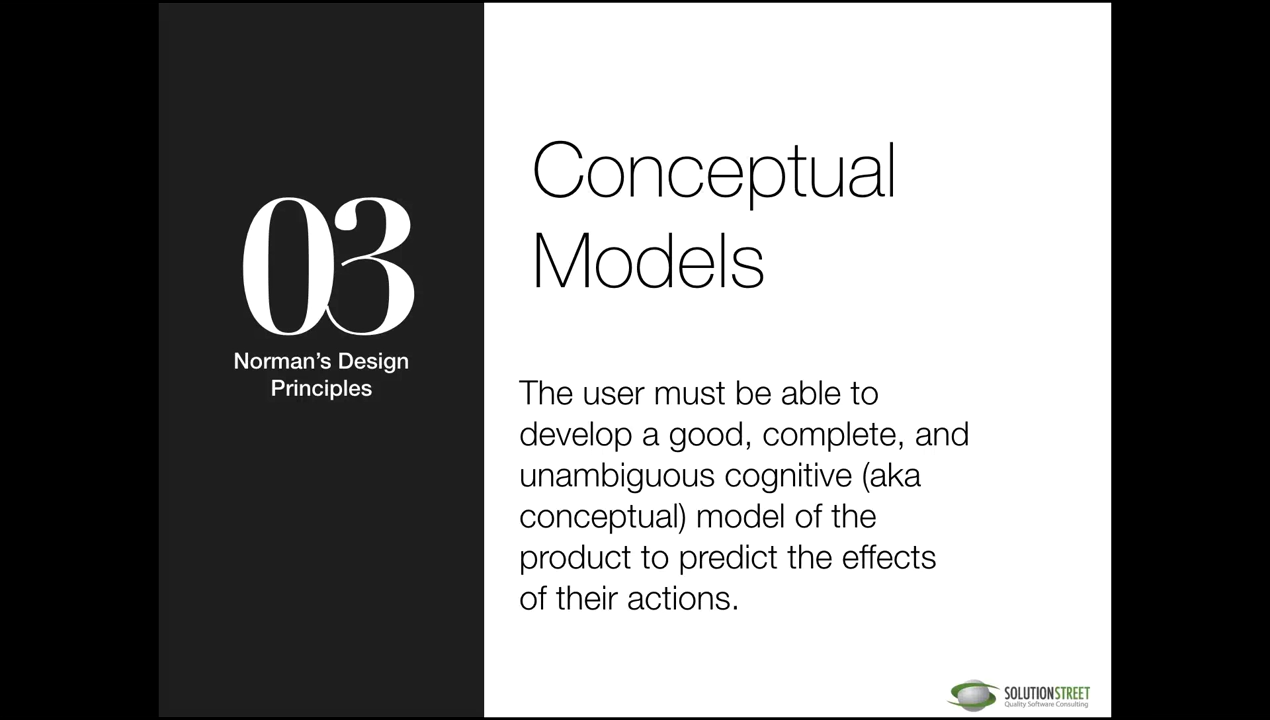 03
Norman’s Design
Principles
Conceptual
Models
The user must be able to
develop a good, complete, and
unambiguous cognitive (aka
conceptual) model of the
product to predict the effects
of their actions.
SOLUTIONSTREET
Quality Software Consulting